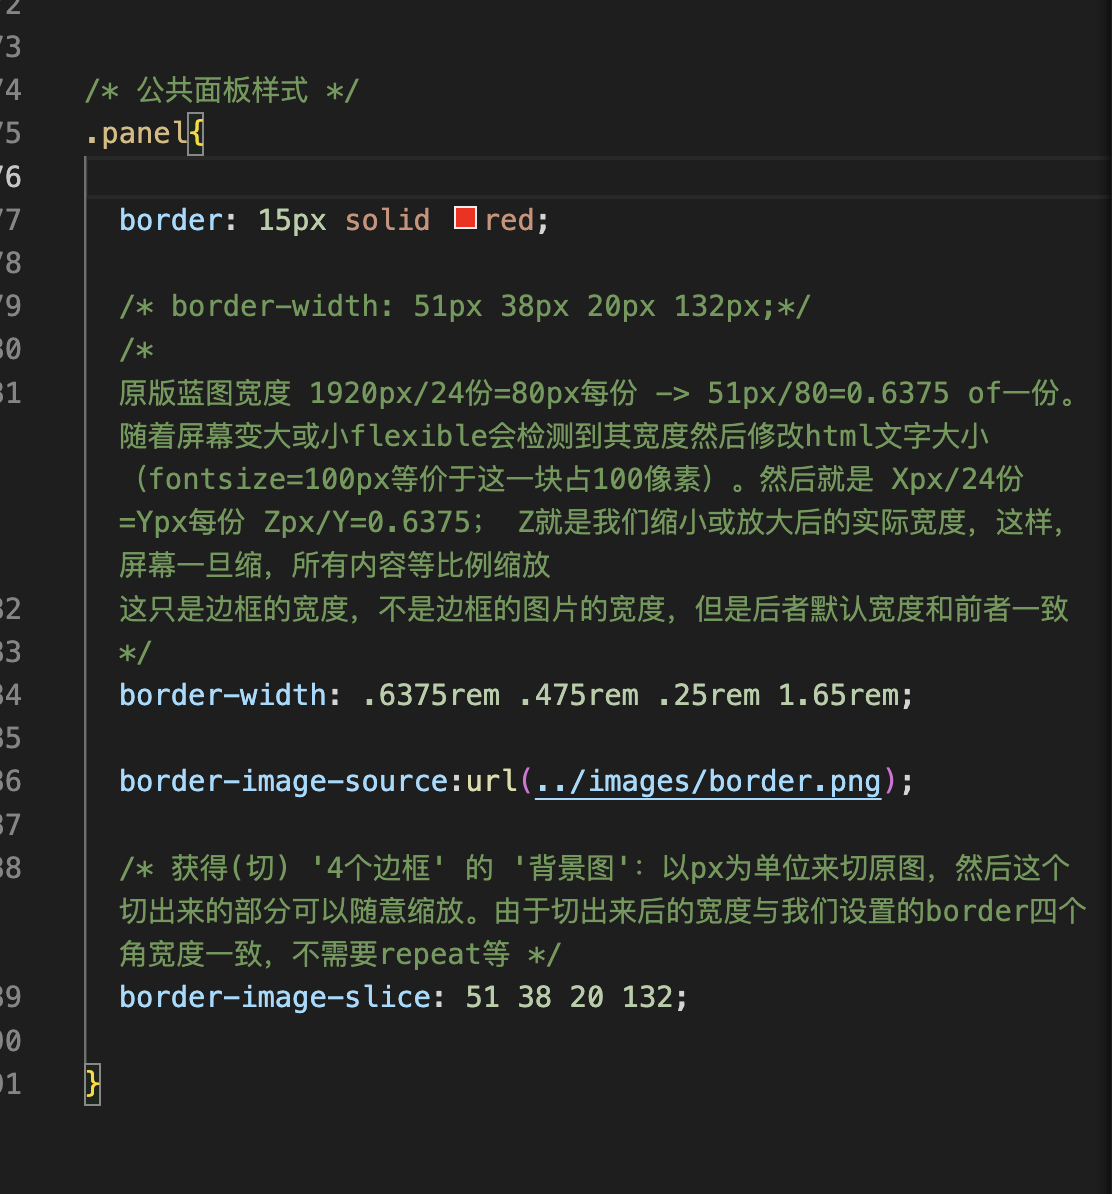 2
73
74 /* 公共面板样式 */
75 .panel{
76
77 border: 15px solid red;
78
79 /* border-width: 51px 38px 20px 132px;*/
80 /*
81 原版蓝图宽度 1920px/24份=80px每份 -> 51px/80=0.6375 of一份。
随着屏幕变大或小flexible会检测到其宽度然后修改html文字大小
（fontsize=100px等价于这一块占100像素）。然后就是 Xpx/24份
=Ypx每份 Zpx/Y=0.6375； Z就是我们缩小或放大后的实际宽度，这样，
屏幕一旦缩，所有内容等比例缩放
82 这只是边框的宽度，不是边框的图片的宽度，但是后者默认宽度和前者一致
83 */
84 border-width: .6375rem .475rem .25rem 1.65rem;
85
86 border-image-source:url(../images/border.png);
87
88 /* 获得(切) '4个边框' 的 '背景图'：以px为单位来切原图，然后这个
切出来的部分可以随意缩放。由于切出来后的宽度与我们设置的border四个
角宽度一致，不需要repeat等 */
89 border-image-slice: 51 38 20 132;
90
91 }